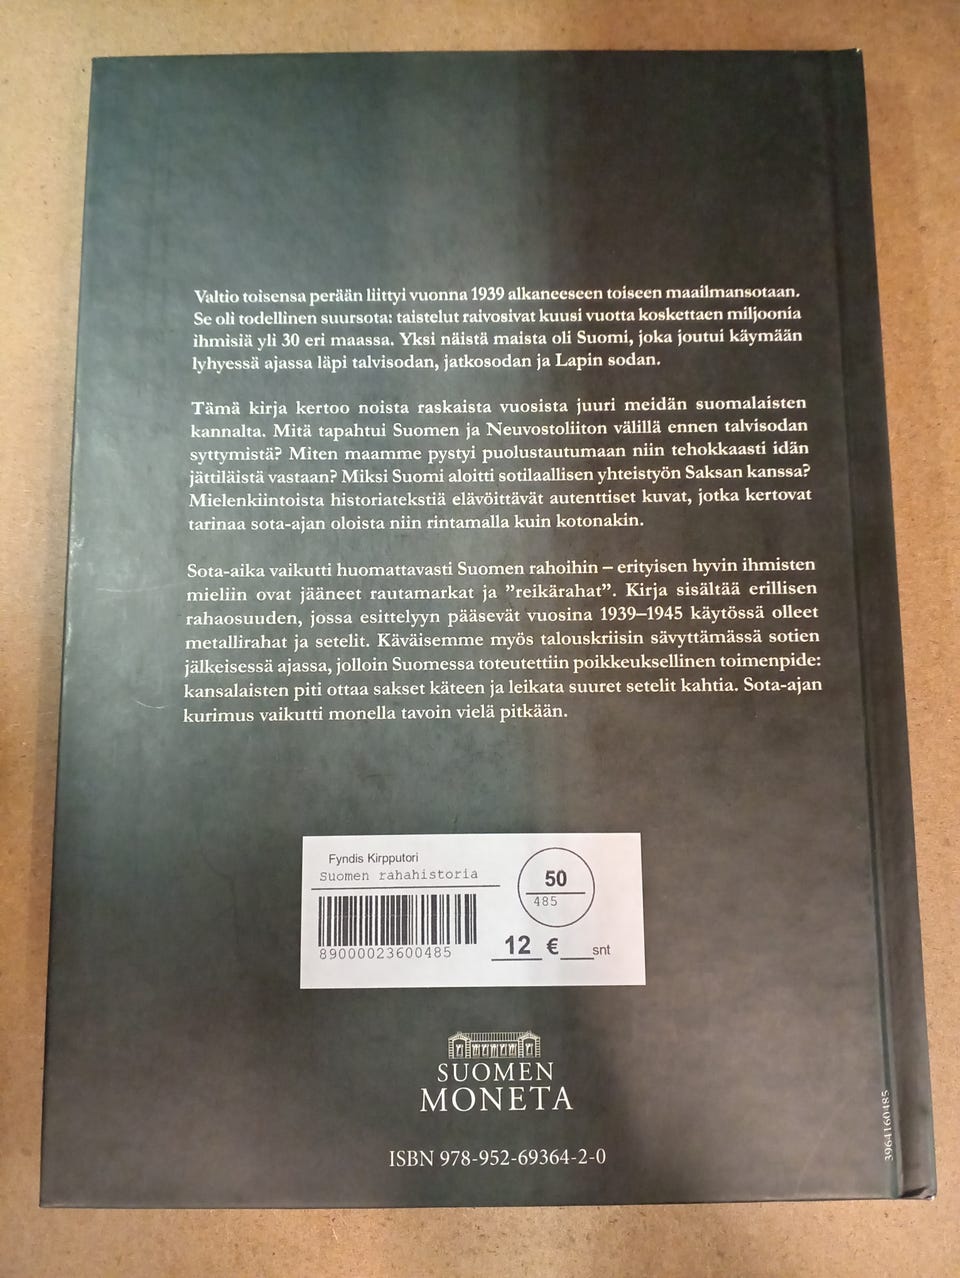 Valtio toisensa perään liittyi vuonna 1939 alkaneeseen toiseen maailmansotaan.
Se oli todellinen suursota: taistelut raivosivat kuusi vuotta koskettaen miljoonia
ihmisiä yli 30 eri maassa. Yksi näistä maista oli Suomi, joka joutui käymään
lyhyessä ajassa läpi talvisodan, jatkosodan ja Lapin sodan.
Tämä kirja kertoo noista raskaista vuosista juuri meidän suomalaisten
kannalta. Mitä tapahtui Suomen ja Neuvostoliiton välillä ennen talvisodan
syttymistä? Miten maamme pystyi puolustautumaan niin tehokkaasti idän
jättiläistä vastaan? Miksi Suomi aloitti sotilaallisen yhteistyön Saksan kanssa?
Mielenkiintoista historiatekstiä elävöittävät autenttiset kuvat, jotka kertovat
tarinaa sota-ajan oloista niin rintamalla kuin kotonakin.
Sota-aika vaikutti huomattavasti Suomen rahoihin – erityisen hyvin ihmisten
mieliin ovat jääneet rautamarkat ja ”reikärahat”. Kirja sisältää erillisen
rahaosuuden, jossa esittelyyn pääsevät vuosina 1939–1945 käytössä olleet
metallirahat ja setelit. Käväisemme myös talouskriisin sävyttämässä sotien
jälkeisessä ajassa, jolloin Suomessa toteutettiin poikkeuksellinen toimenpide:
kansalaisten piti ottaa sakset käteen ja leikata suuret setelit kahtia. Sota-ajan
kurimus vaikutti monella tavoin vielä pitkään.
Fyndis Kirpputori
Suomen rahahistoria
50
485
89000023600485
12 € snt
SUOMEN
MONETA
ISBN 978-952-69364-2-0
3964160485